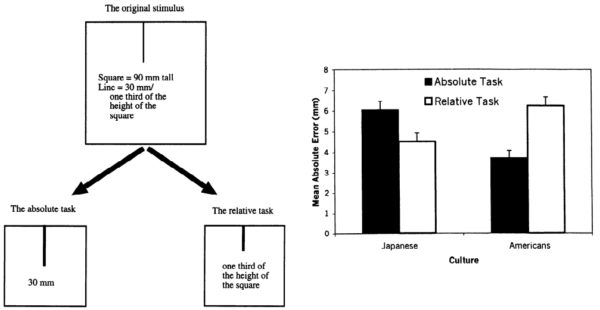 The original stimulus
Square = 90 mm tall
Line = 30 mm/
one third of the
height of the
square
The absolute task
30 mm
The relative task
one third of
the height of
the square
Mean Absolute Error (mm)
8
7
6
5
4
3
2
1
0
Absolute Task
Relative Task
Japanese
Americans
Culture